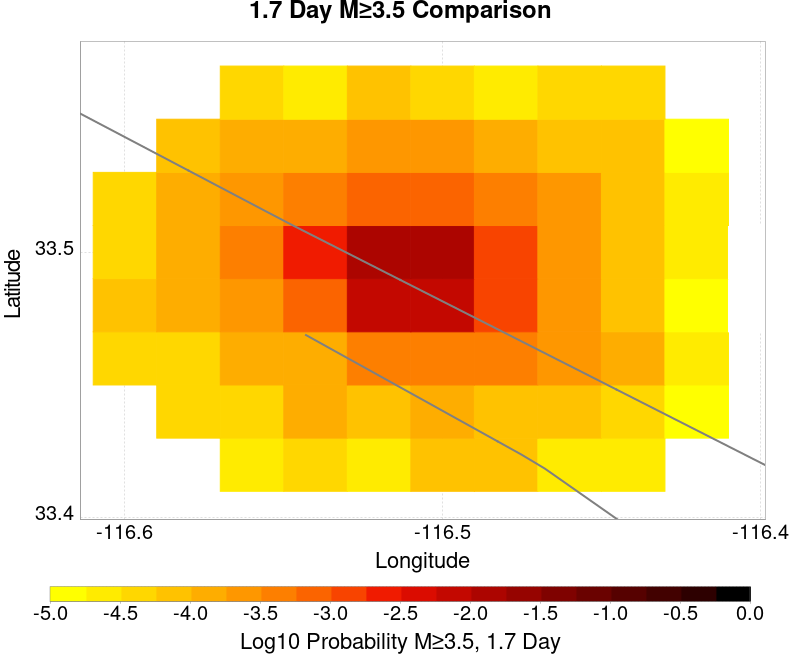 1.7 Day M≥3.5 Comparison
Latitude
33.5
33.4
-116.6 -116.5 -116.4
Longitude
-5.0 -4.5 -4.0 -3.5 -3.0 -2.5 -2.0 -1.5 -1.0 -0.5 0.0
Log10 Probability M≥3.5, 1.7 Day